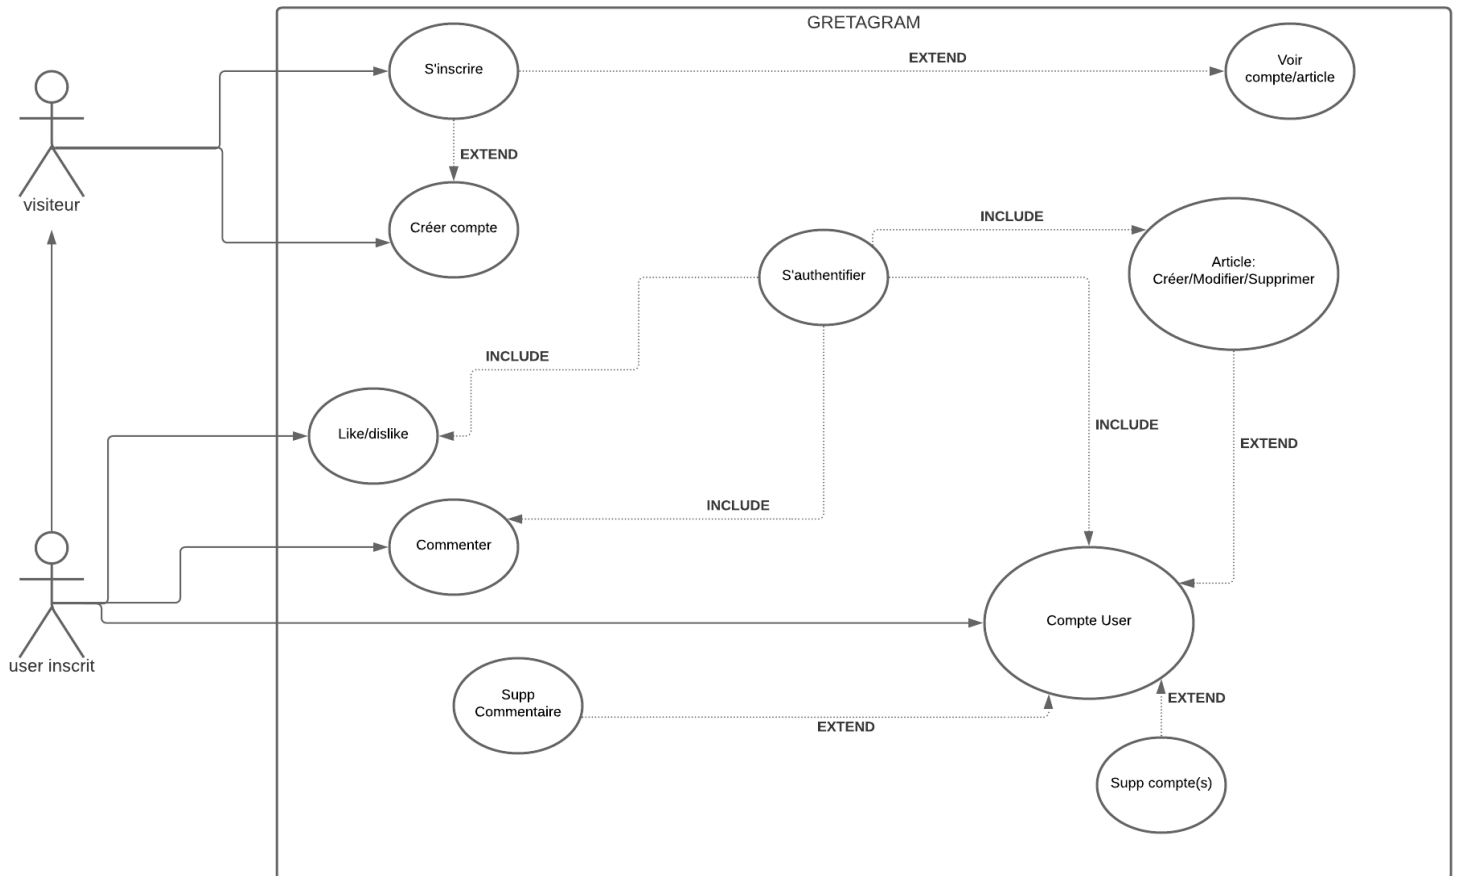 GRETAGRAM
S'inscrire
EXTEND
Voir
compte/article
EXTEND
visiteur
Créer compte
INCLUDE
S'authentifier
Article:
Créer/Modifier/Supprimer
INCLUDE
Like/dislike
INCLUDE
EXTEND
INCLUDE
Commenter
Compte User
user inscrit
Supp
Commentaire
EXTEND
EXTEND
Supp compte(s)